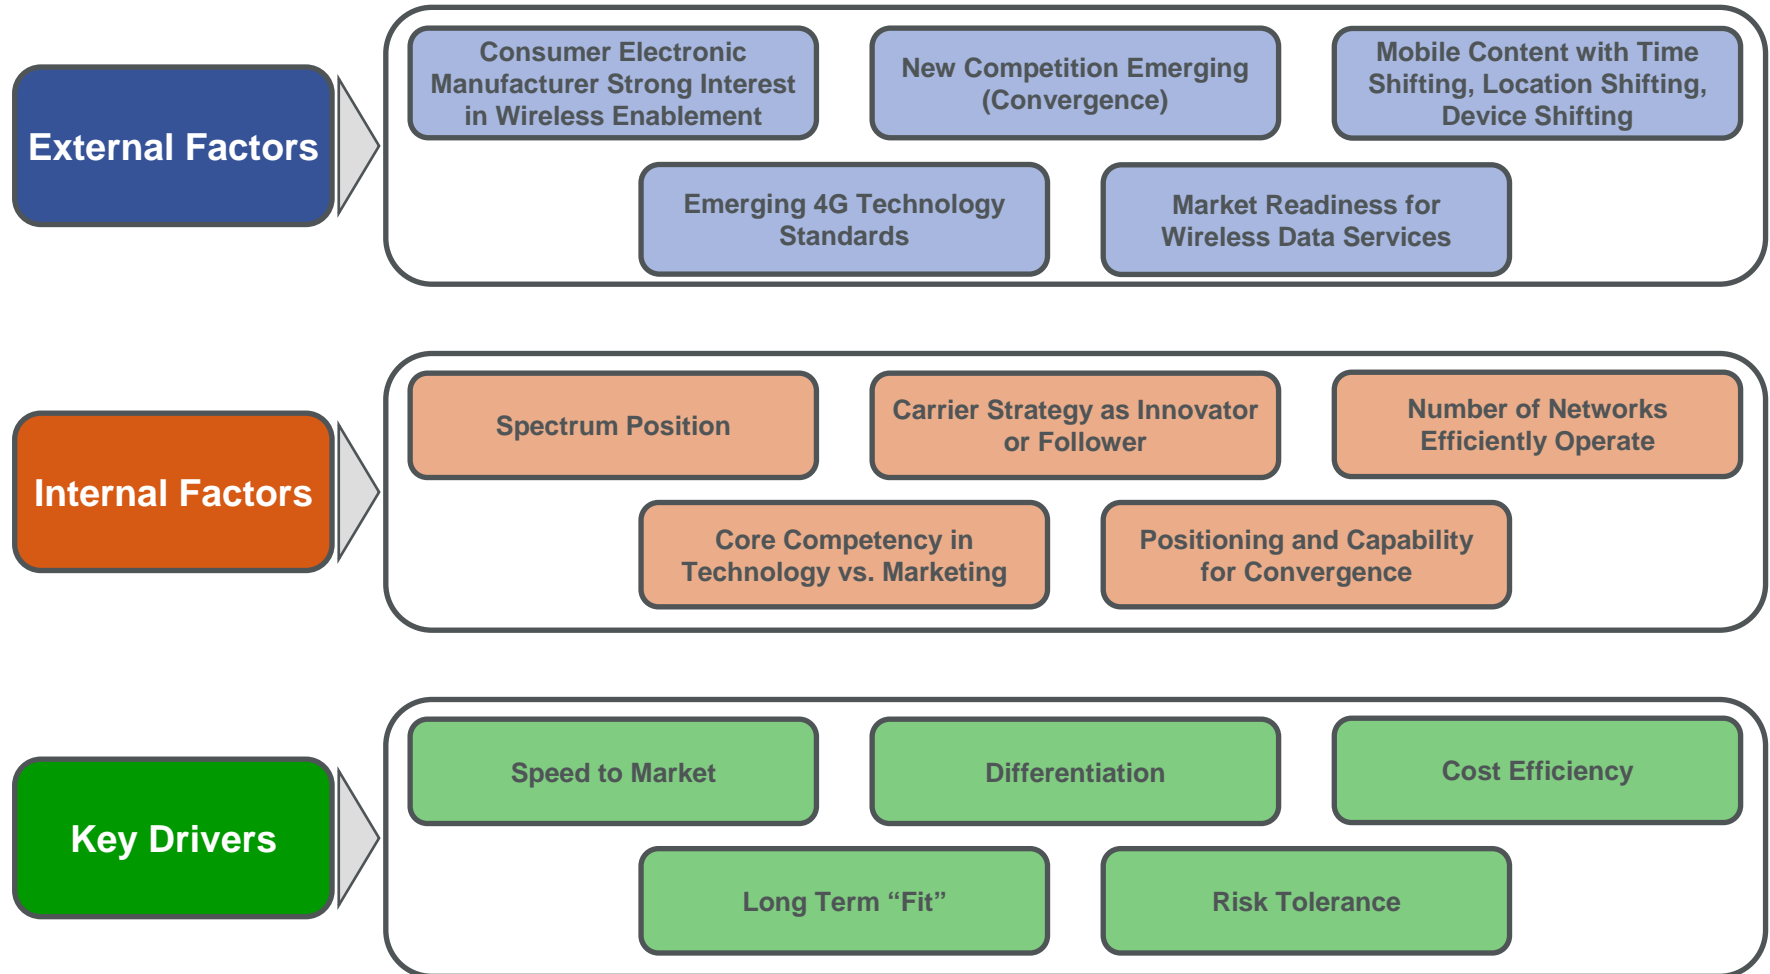 External Factors
Consumer Electronic
Manufacturer Strong Interest
in Wireless Enablement
New Competition Emerging
(Convergence)
Mobile Content with Time
Shifting, Location Shifting,
Device Shifting
Emerging 4G Technology
Standards
Market Readiness for
Wireless Data Services
Internal Factors
Spectrum Position
Carrier Strategy as Innovator
or Follower
Number of Networks
Efficiently Operate
Core Competency in
Technology vs. Marketing
Positioning and Capability
for Convergence
Key Drivers
Speed to Market
Differentiation
Cost Efficiency
Long Term “Fit”
Risk Tolerance